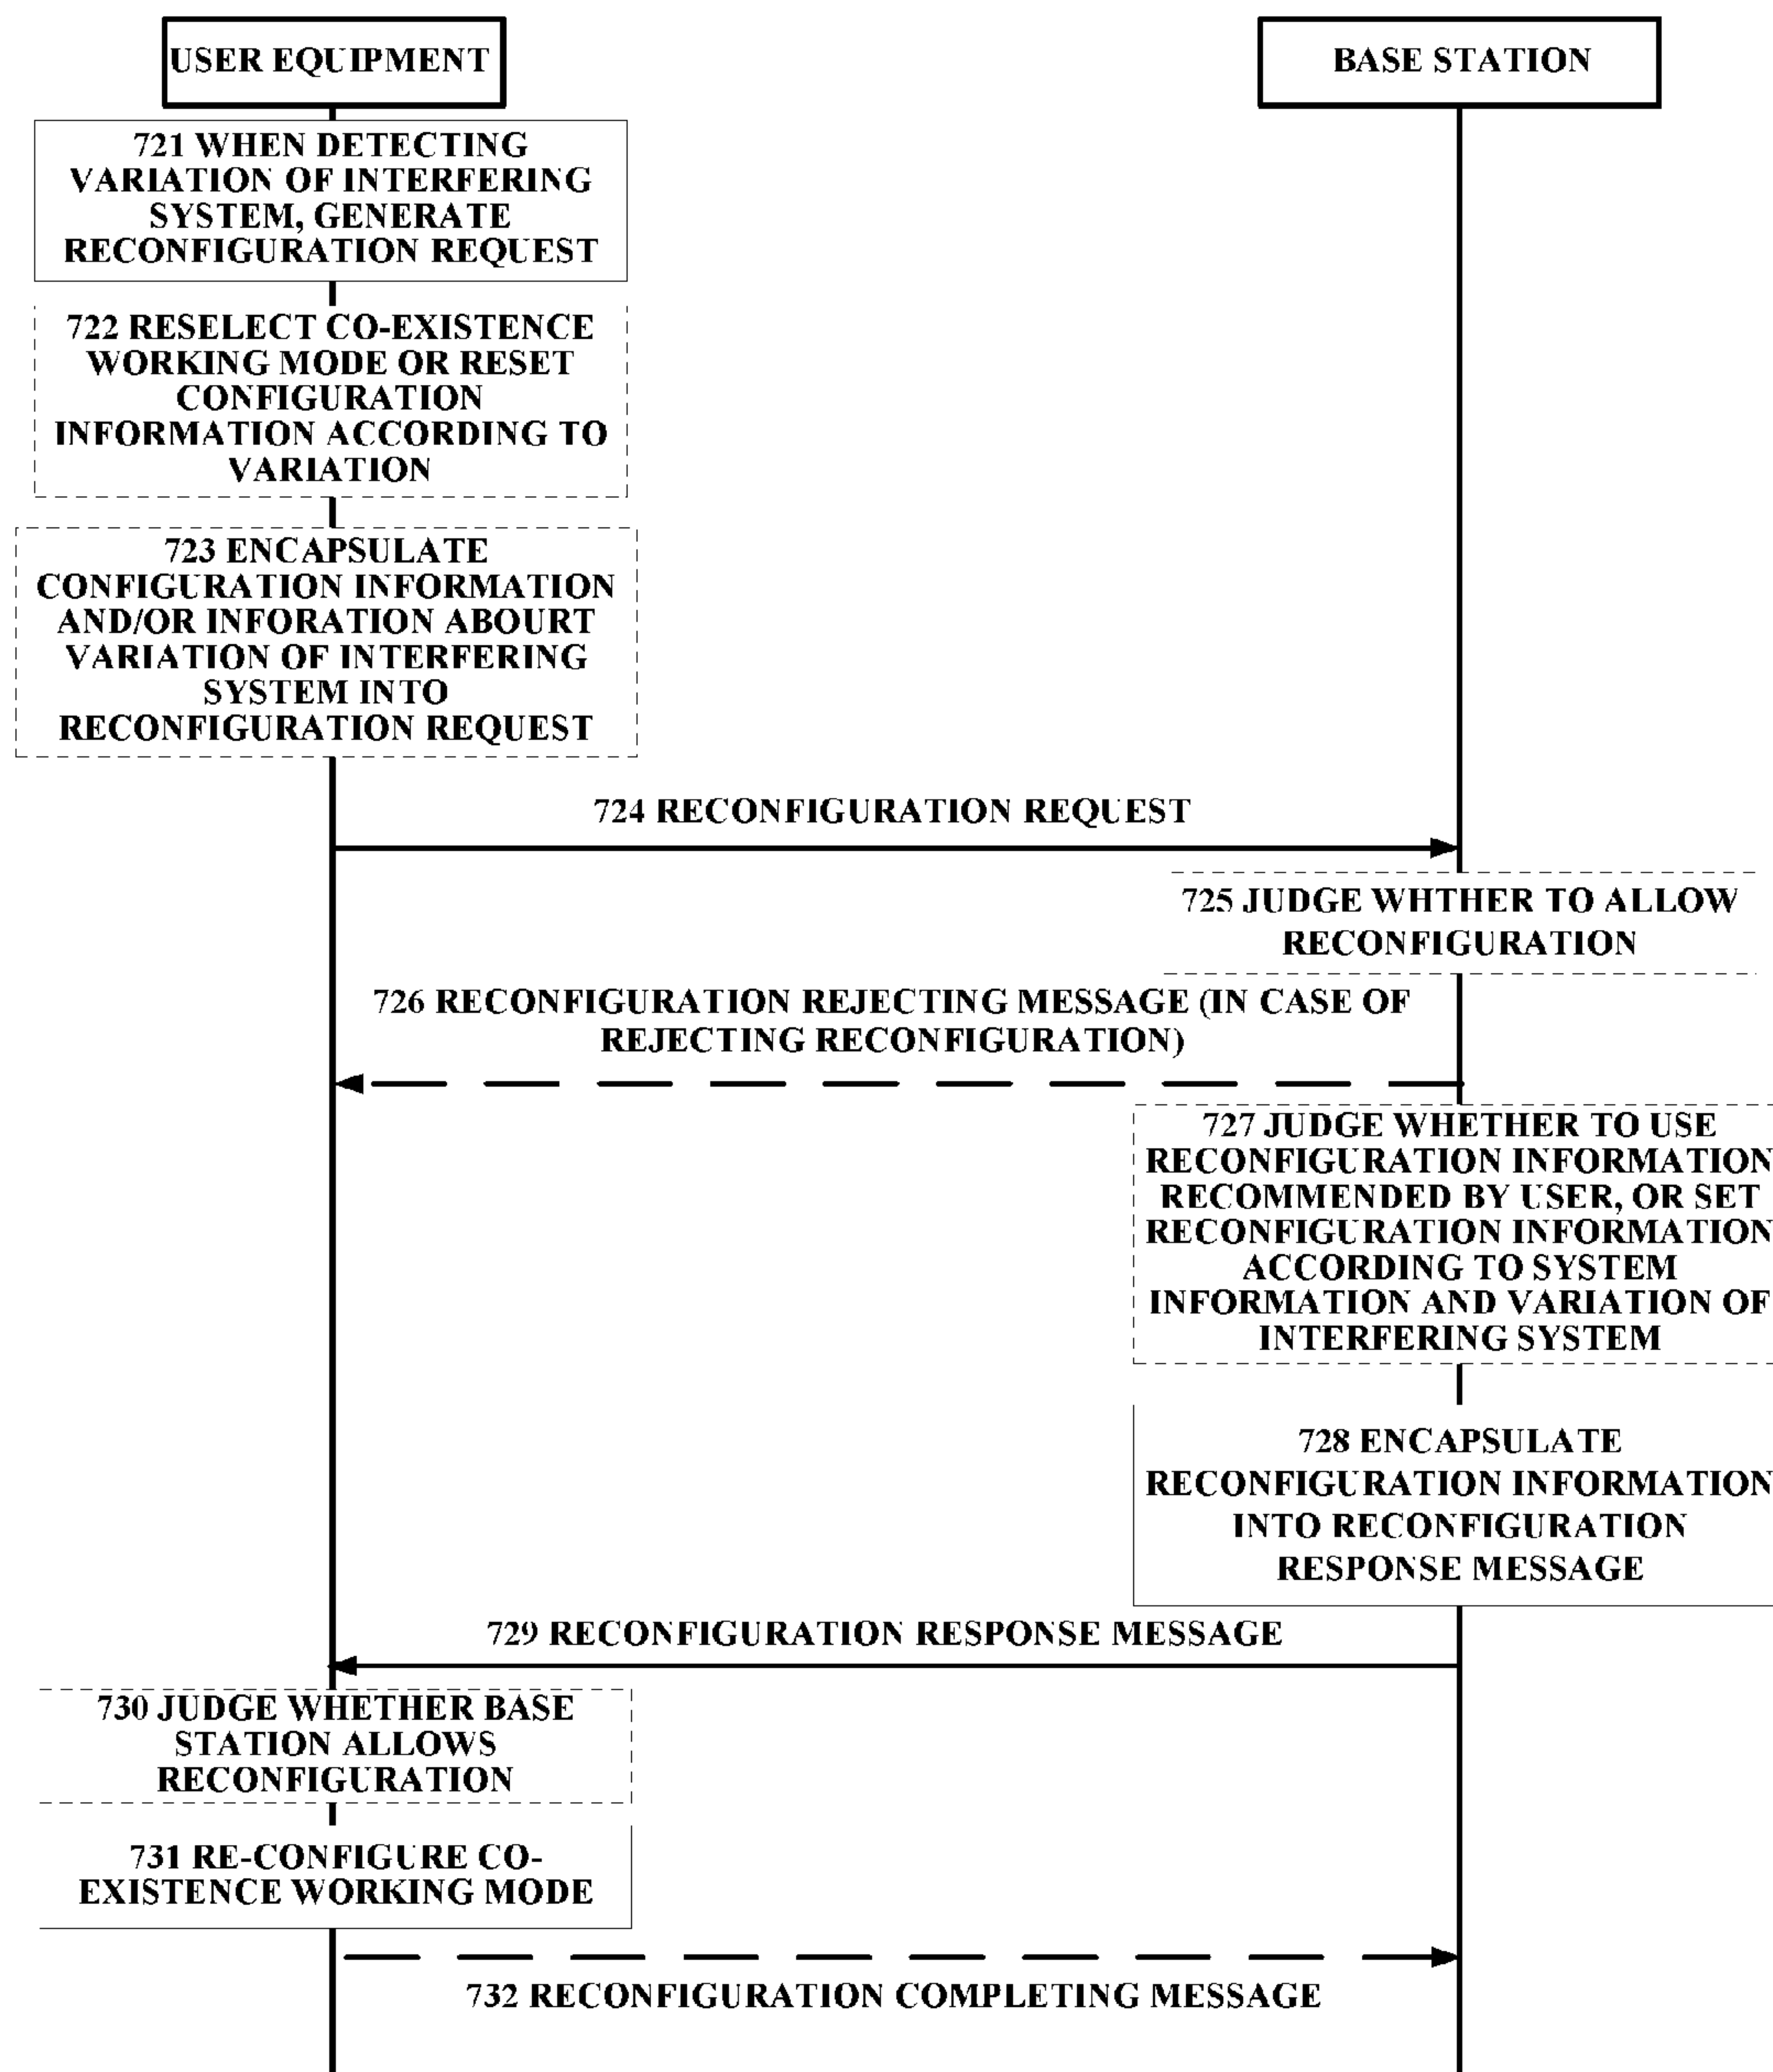 USER EQUIPMENT
BASE STATION
721 WHEN DETECTING
VARIATION OF INTERFERING
SYSTEM, GENERATE
RECONFIGURATION REQUEST
722 RESELECT CO-EXISTENCE
WORKING MODE OR RESET
CONFIGURATION
INFORMATION ACCORDING TO
VARIATION
723 ENCAPSULATE
CONFIGURATION INFORMATION
AND/OR INFORATION ABOURT
VARIATION OF INTERFERING
SYSTEM INTO
RECONFIGURATION REQUEST
724 RECONFIGURATION REQUEST
725 JUDGE WHTHER TO ALLOW
RECONFIGURATION
726 RECONFIGURATION REJECTING MESSAGE (IN CASE OF
REJECTING RECONFIGURATION)
727 JUDGE WHETHER TO USE
RECONFIGURATION INFORMATION
RECOMMENDED BY USER, OR SET
RECONFIGURATION INFORMATION
ACCORDING TO SYSTEM
INFORMATION AND VARIATION OF
INTERFERING SYSTEM
728 ENCAPSULATE
RECONFIGURATION INFORMATION
INTO RECONFIGURATION
RESPONSE MESSAGE
729 RECONFIGURATION RESPONSE MESSAGE
730 JUDGE WHETHER BASE
STATION ALLOWS
RECONFIGURATION
731 RE-CONFIGURE CO-
EXISTENCE WORKING MODE
732 RECONFIGURATION COMPLETING MESSAGE